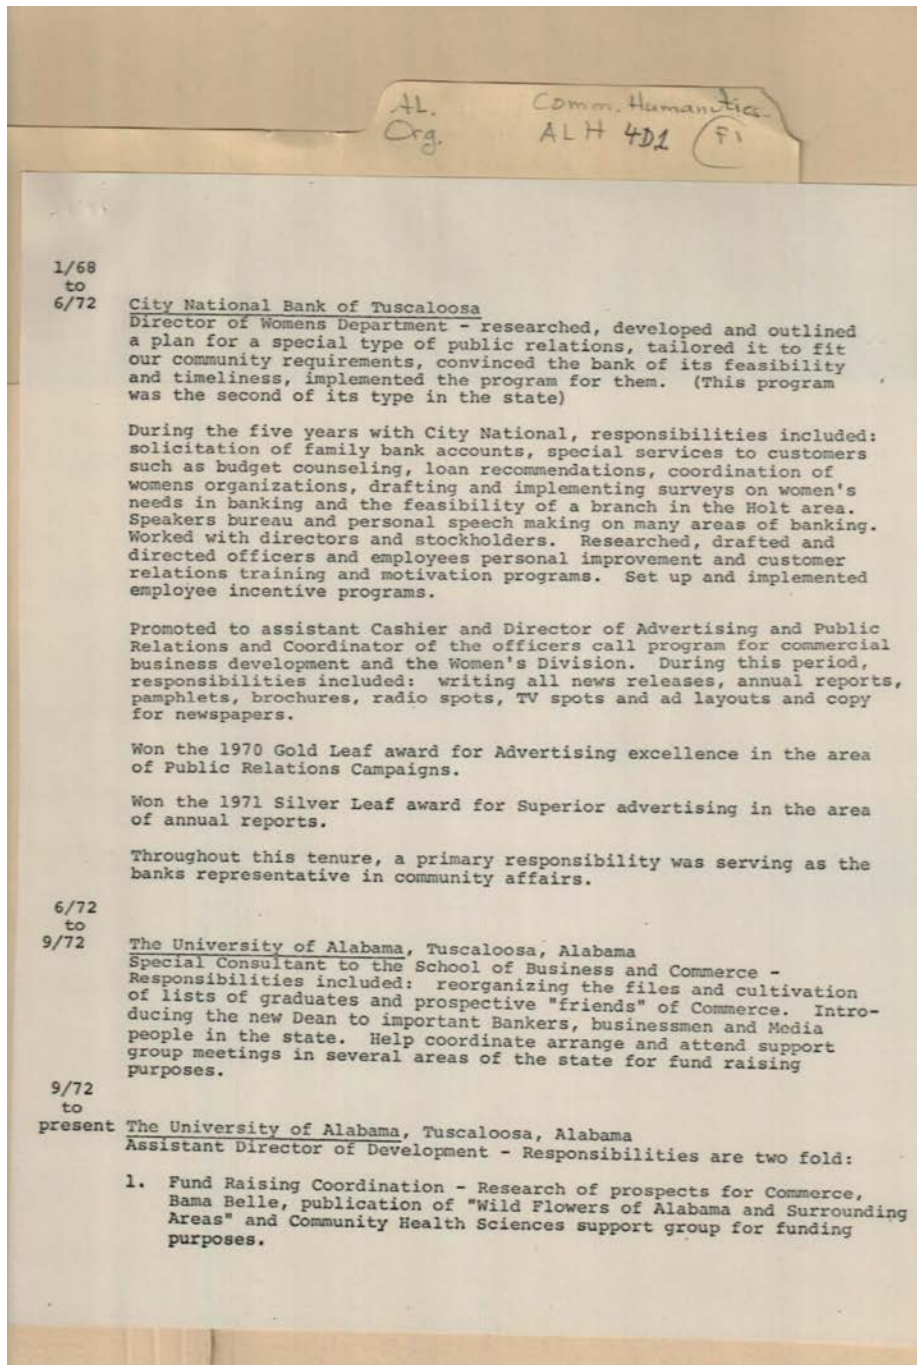 AL. Comm. Humanities
Org. ALH 4D1 F1
1/68
to
6/72 City National Bank of Tuscaloosa
Director of Womens Department - researched, developed and outlined
a plan for a special type of public relations, tailored it to fit
our community requirements, convinced the bank of its feasibility
and timeliness, implemented the program for them. (This program
was the second of its type in the state)
During the five years with City National, responsibilities included:
solicitation of family bank accounts, special services to customers
such as budget counseling, loan recommendations, coordination of
womens organizations, drafting and implementing surveys on women's
needs in banking and the feasibility of a branch in the Holt area.
Speakers bureau and personal speech making on many areas of banking.
Worked with directors and stockholders. Researched, drafted and
directed officers and employees personal improvement and customer
relations training and motivation programs. Set up and implemented
employee incentive programs.
Promoted to assistant Cashier and Director of Advertising and Public
Relations and Coordinator of the officers call program for commercial
business development and the Women's Division. During this period,
responsibilities included: writing all news releases, annual reports,
pamphlets, brochures, radio spots, TV spots and ad layouts and copy
for newspapers.
Won the 1970 Gold Leaf award for Advertising excellence in the area
of Public Relations Campaigns.
Won the 1971 Silver Leaf award for Superior advertising in the area
of annual reports.
Throughout this tenure, a primary responsibility was serving as the
banks representative in community affairs.
6/72
to
9/72 The University of Alabama, Tuscaloosa, Alabama
Special Consultant to the School of Business and Commerce -
Responsibilities included: reorganizing the files and cultivation
of lists of graduates and prospective "friends" of Commerce. Intro-
ducing the new Dean to important Bankers, businessmen and Media
people in the state. Help coordinate arrange and attend support
group meetings in several areas of the state for fund raising
purposes.
9/72
to
present The University of Alabama, Tuscaloosa, Alabama
Assistant Director of Development - Responsibilities are two fold:
1. Fund Raising Coordination - Research of prospects for Commerce,
Bama Belle, publication of "Wild Flowers of Alabama and Surrounding
Areas" and Community Health Sciences support group for funding
purposes.